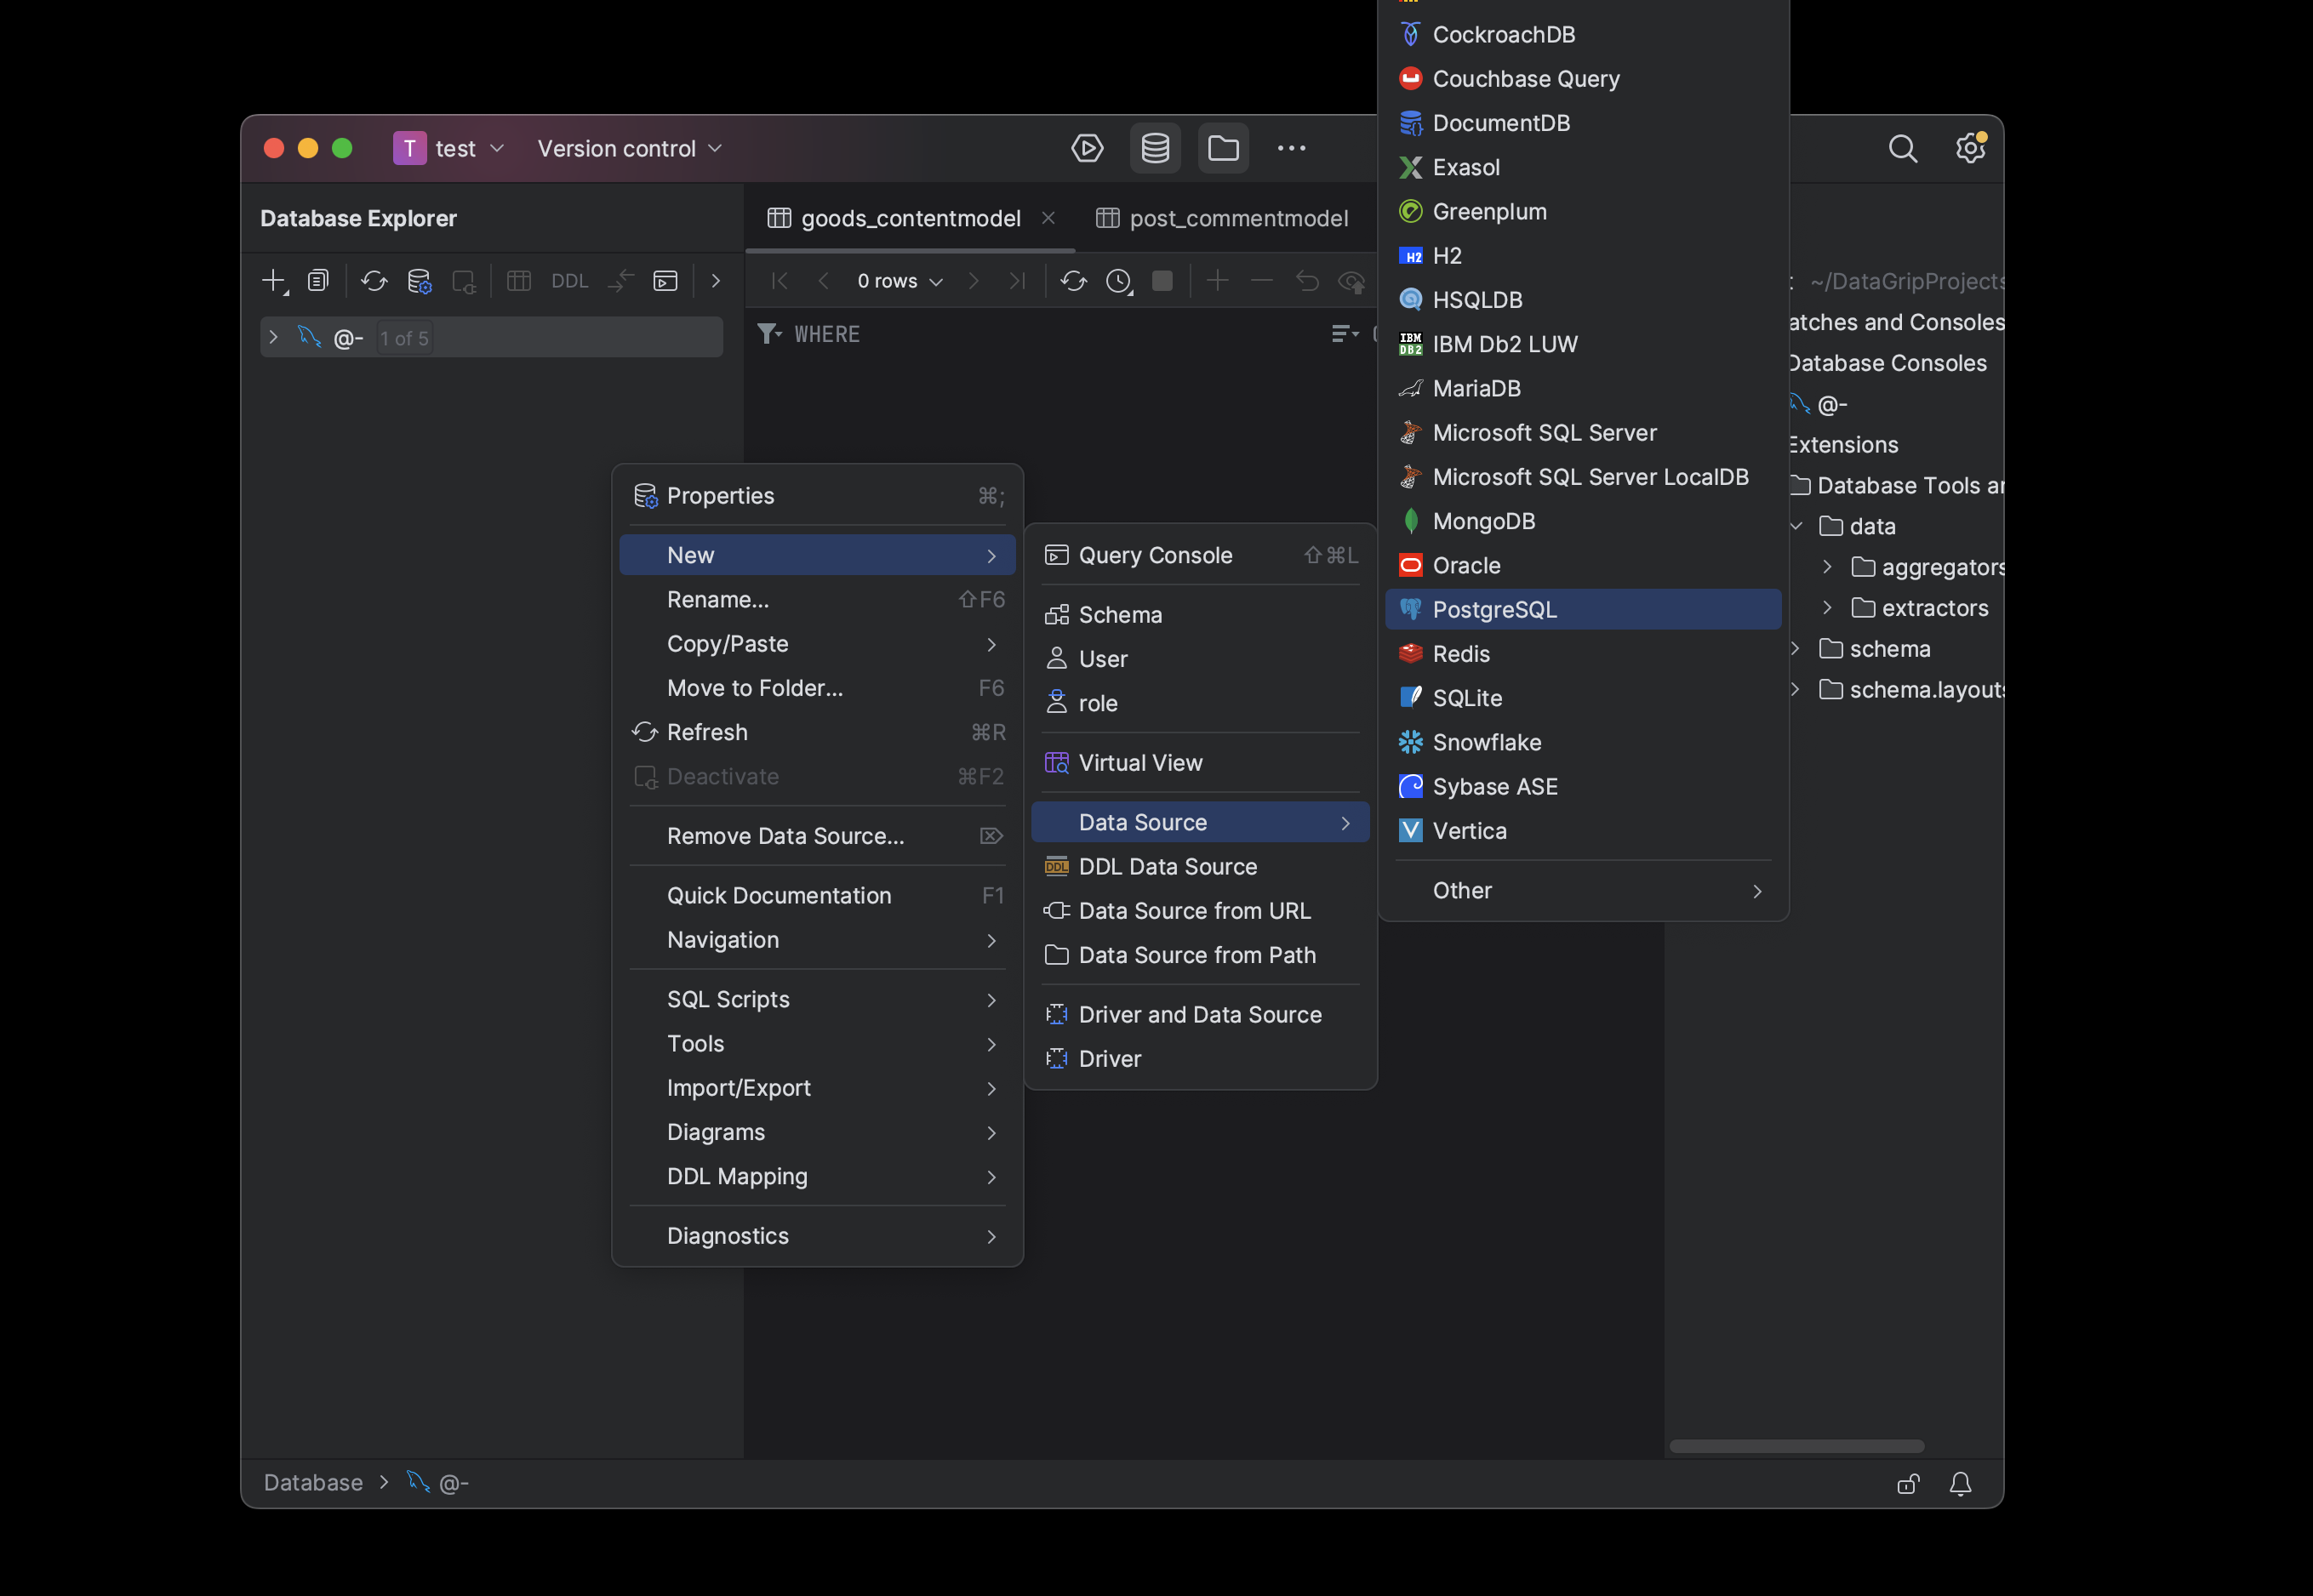 test
Version control
Database Explorer
DDL
@-
1 of 5
goods_contentmodel
post_commentmodel
0 rows
WHERE
~/DataGripProjects
atches and Consoles
Database Consoles
@-
Extensions
Database Tools ar
data
aggregators
extractors
schema
schema.layouts
Properties ⌘;
New
Rename... ⇧F6
Copy/Paste
Move to Folder... F6
Refresh ⌘R
Deactivate ⌘F2
Remove Data Source...
Quick Documentation F1
Navigation
SQL Scripts
Tools
Import/Export
Diagrams
DDL Mapping
Diagnostics
Query Console ⇧⌘L
Schema
User
role
Virtual View
Data Source
DDL Data Source
Data Source from URL
Data Source from Path
Driver and Data Source
Driver
CockroachDB
Couchbase Query
DocumentDB
Exasol
Greenplum
H2
HSQLDB
IBM Db2 LUW
MariaDB
Microsoft SQL Server
Microsoft SQL Server LocalDB
MongoDB
Oracle
PostgreSQL
Redis
SQLite
Snowflake
Sybase ASE
Vertica
Other
Database > @-